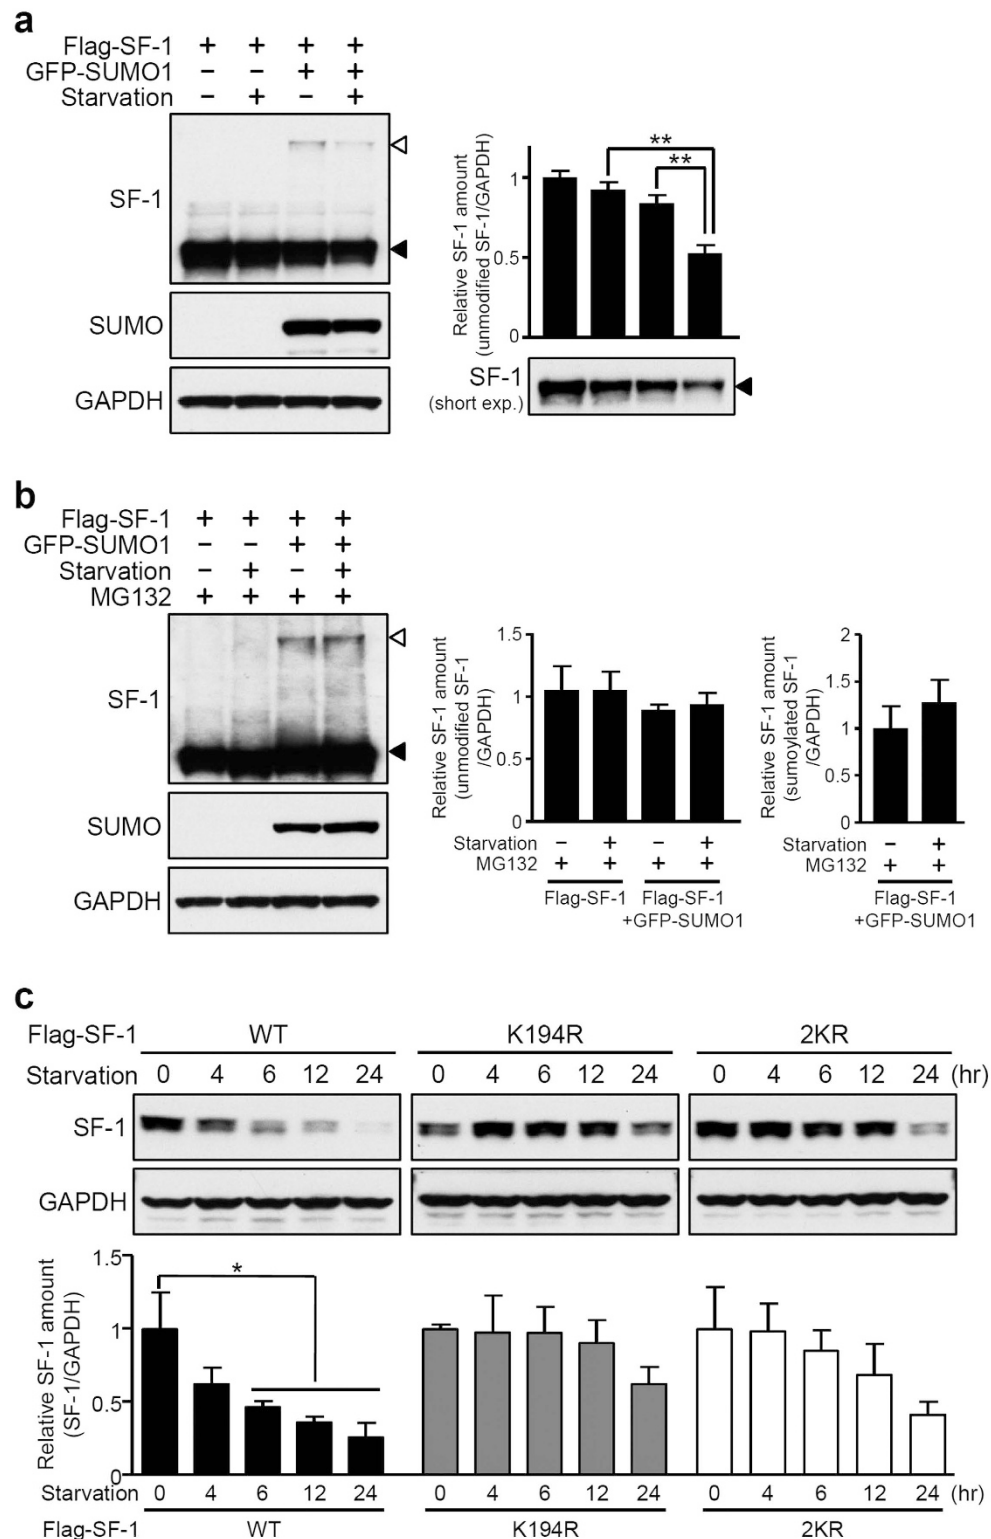 a
Flag-SF-1 + + + +
GFP-SUMO1 – – + +
Starvation – + – +
SF-1
SUMO
GAPDH
Relative SF-1 amount
(unmodified SF-1/GAPDH)
1
0.5
0
**
**
SF-1
(short exp.)
b
Flag-SF-1 + + + +
GFP-SUMO1 – – + +
Starvation – + – +
MG132 + + + +
SF-1
SUMO
GAPDH
Relative SF-1 amount
(unmodified SF-1
/GAPDH)
1.5
1
0.5
0
Starvation – + – +
MG132 + + + +
Flag-SF-1 Flag-SF-1
+GFP-SUMO1
Relative SF-1 amount
(sumoylated SF-1
/GAPDH)
2
1.5
1
0.5
0
Starvation – +
MG132 + +
Flag-SF-1
+GFP-SUMO1
c
Flag-SF-1 WT K194R 2KR
Starvation 0 4 6 12 24 0 4 6 12 24 0 4 6 12 24 (hr)
SF-1
GAPDH
Relative SF-1 amount
(SF-1/GAPDH)
1.5
1
0.5
0
*
Starvation 0 4 6 12 24 0 4 6 12 24 0 4 6 12 24 (hr)
Flag-SF-1 WT K194R 2KR